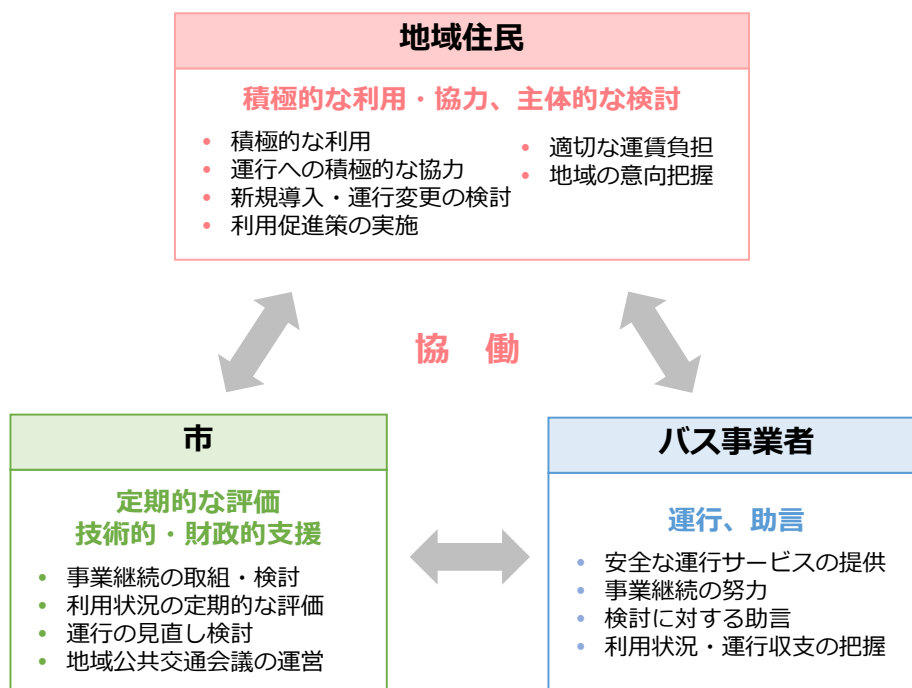 地域住民
積極的な利用・協力、主体的な検討
• 積極的な利用
• 運行への積極的な協力
• 新規導入・運行変更の検討
• 利用促進策の実施
• 適切な運賃負担
• 地域の意向把握
協　働
市
定期的な評価
技術的・財政的支援
• 事業継続の取組・検討
• 利用状況の定期的な評価
• 運行の見直し検討
• 地域公共交通会議の運営
バス事業者
運行、助言
• 安全な運行サービスの提供
• 事業継続の努力
• 検討に対する助言
• 利用状況・運行収支の把握